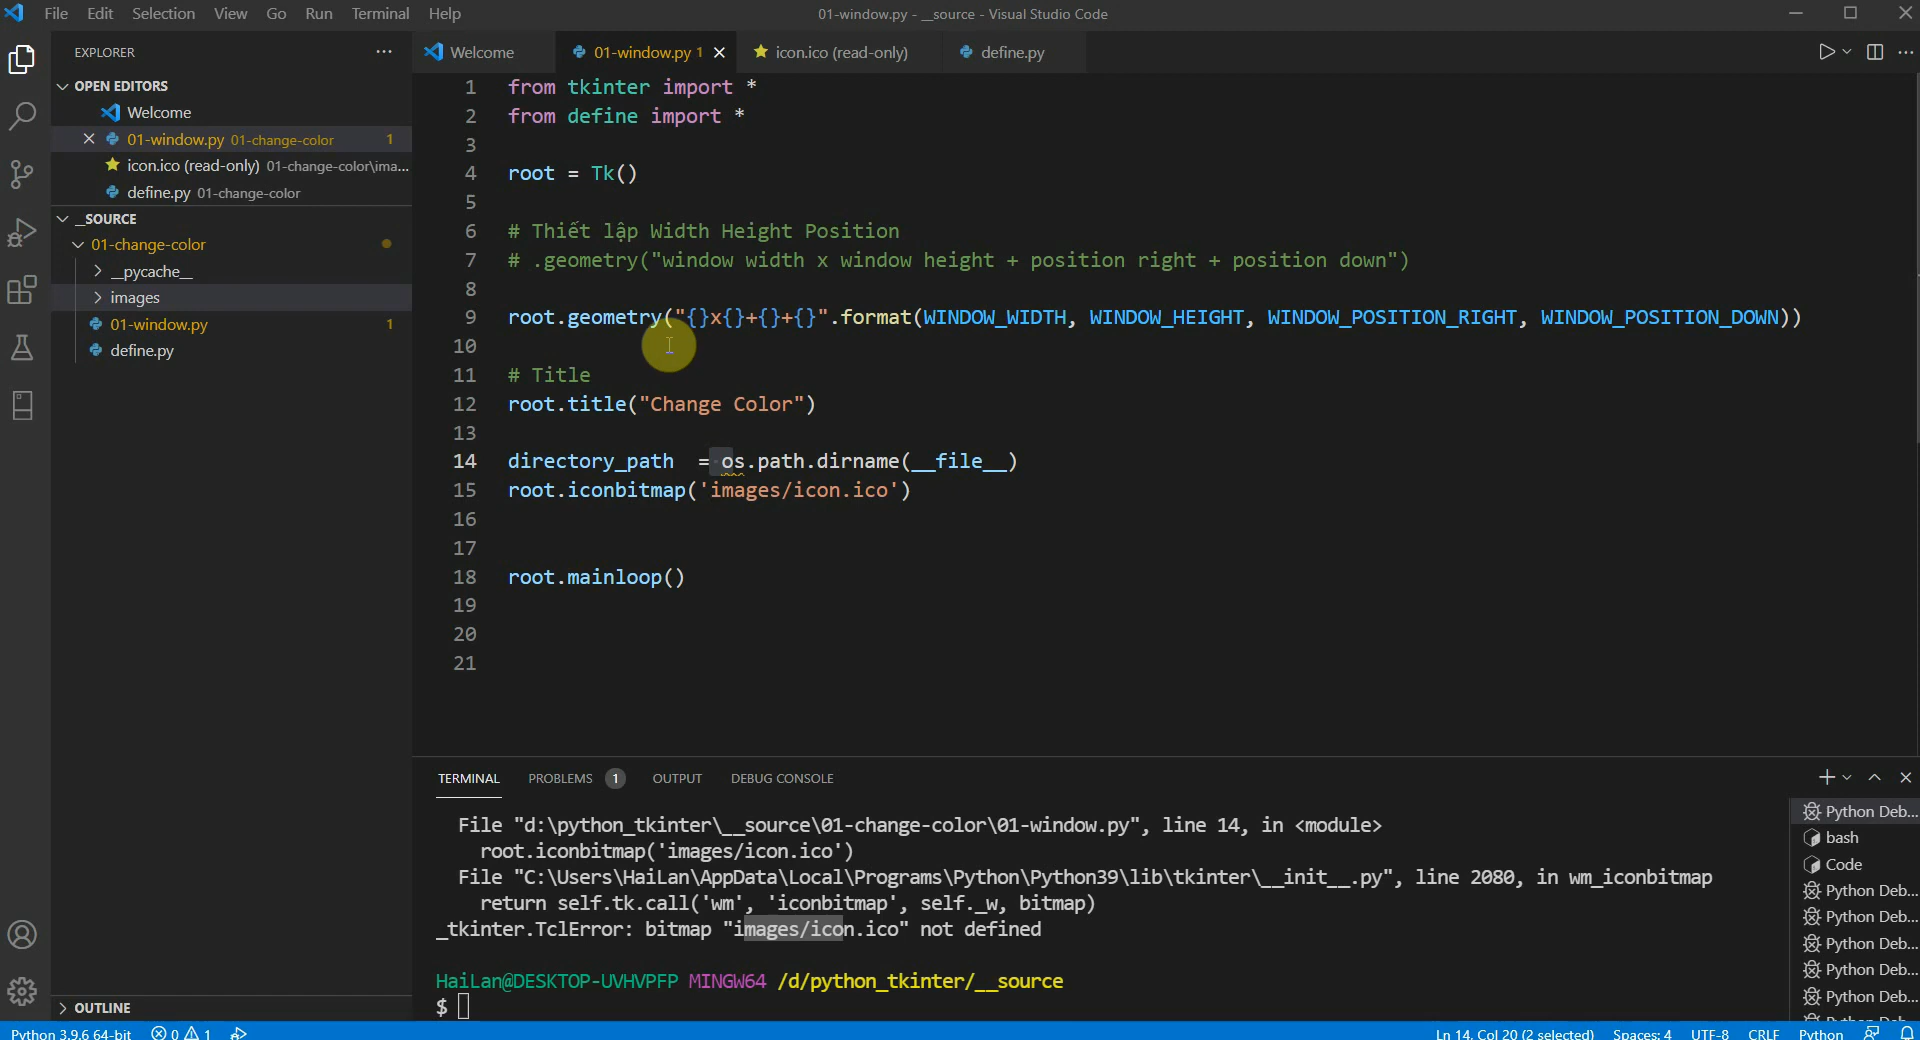 File Edit Selection View Go Run Terminal Help 01-window.py - __source - Visual Studio Code
EXPLORER
OPEN EDITORS
Welcome
01-window.py 01-change-color 1
icon.ico (read-only) 01-change-color\ima...
define.py 01-change-color
_SOURCE
01-change-color
__pycache__
images
01-window.py 1
define.py
OUTLINE
Welcome 01-window.py 1 icon.ico (read-only) define.py
1 from tkinter import *
2 from define import *
3
4 root = Tk()
5
6 # Thiết lập Width Height Position
7 # .geometry("window width x window height + position right + position down")
8
9 root.geometry("{}x{}+{}+{}".format(WINDOW_WIDTH, WINDOW_HEIGHT, WINDOW_POSITION_RIGHT, WINDOW_POSITION_DOWN))
10
11 # Title
12 root.title("Change Color")
13
14 directory_path = os.path.dirname(__file__)
15 root.iconbitmap('images/icon.ico')
16
17
18 root.mainloop()
19
20
21
TERMINAL PROBLEMS 1 OUTPUT DEBUG CONSOLE
File "d:\python_tkinter\__source\01-change-color\01-window.py", line 14, in <module>
root.iconbitmap('images/icon.ico')
File "C:\Users\HaiLan\AppData\Local\Programs\Python\Python39\lib\tkinter\__init__.py", line 2080, in wm_iconbitmap
return self.tk.call('wm', 'iconbitmap', self._w, bitmap)
_tkinter.TclError: bitmap "images/icon.ico" not defined
HaiLan@DESKTOP-UVHVPFP MINGW64 /d/python_tkinter/__source
$
Python Deb...
bash
Code
Python Deb...
Python Deb...
Python Deb...
Python Deb...
Python Deb...
Python 3.9.6 64-bit 0 1 Ln 14, Col 20 (2 selected) Spaces: 4 UTF-8 CRLF Python